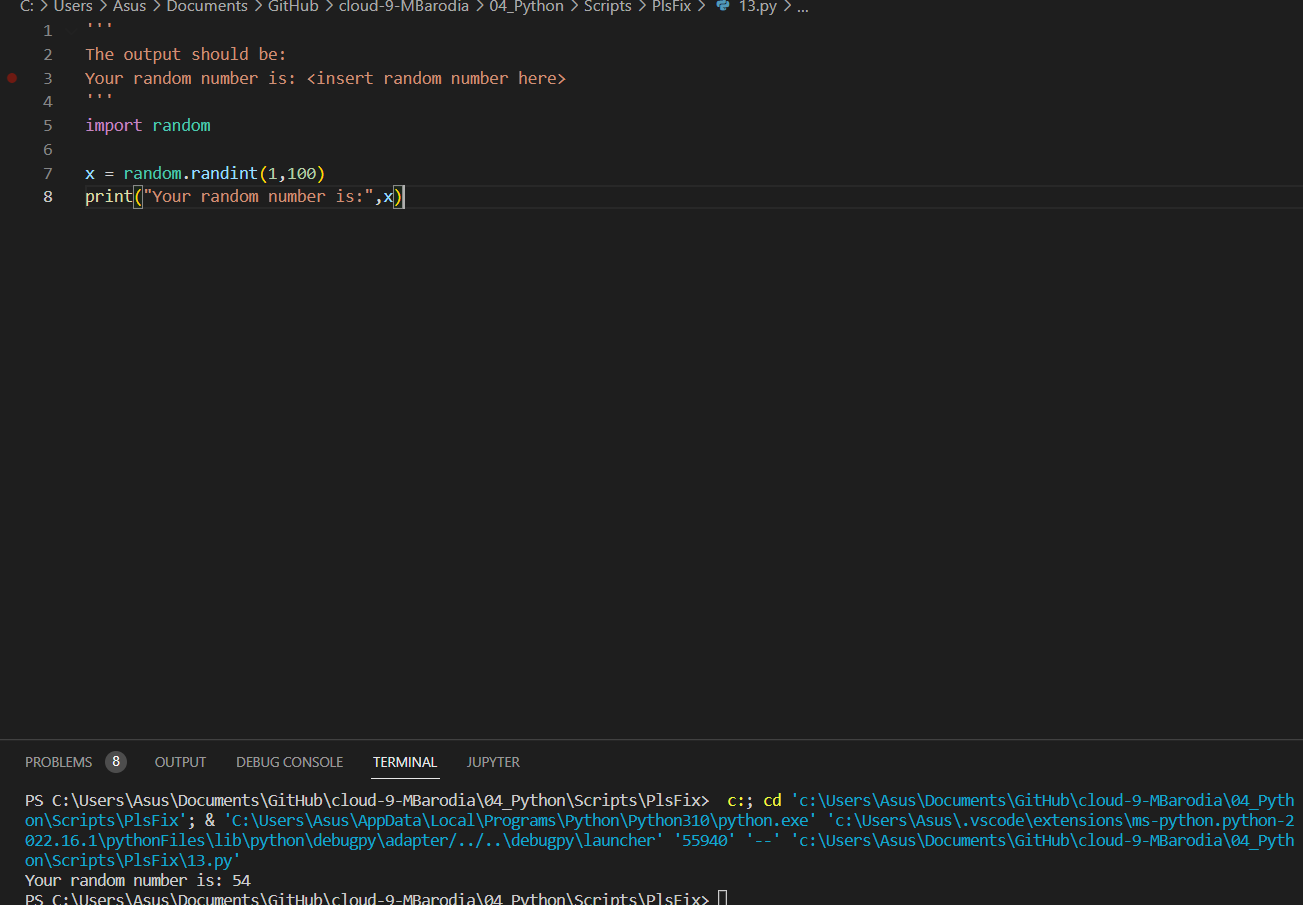 C: > Users > Asus > Documents > GitHub > cloud-9-MBarodia > 04_Python > Scripts > PlsFix > 13.py > ...
1 '''
2 The output should be:
3 Your random number is: <insert random number here>
4 '''
5 import random
6
7 x = random.randint(1,100)
8 print("Your random number is:",x)
PROBLEMS 8 OUTPUT DEBUG CONSOLE TERMINAL JUPYTER
PS C:\Users\Asus\Documents\GitHub\cloud-9-MBarodia\04_Python\Scripts\PlsFix>  c:; cd 'c:\Users\Asus\Documents\GitHub\cloud-9-MBarodia\04_Pyth
on\Scripts\PlsFix'; & 'C:\Users\Asus\AppData\Local\Programs\Python\Python310\python.exe' 'c:\Users\Asus\.vscode\extensions\ms-python.python-2
022.16.1\pythonFiles\lib\python\debugpy\adapter/../..\debugpy\launcher' '55940' '--' 'c:\Users\Asus\Documents\GitHub\cloud-9-MBarodia\04_Pyth
on\Scripts\PlsFix\13.py'
Your random number is: 54
PS C:\Users\Asus\Documents\GitHub\cloud-9-MBarodia\04_Python\Scripts\PlsFix>